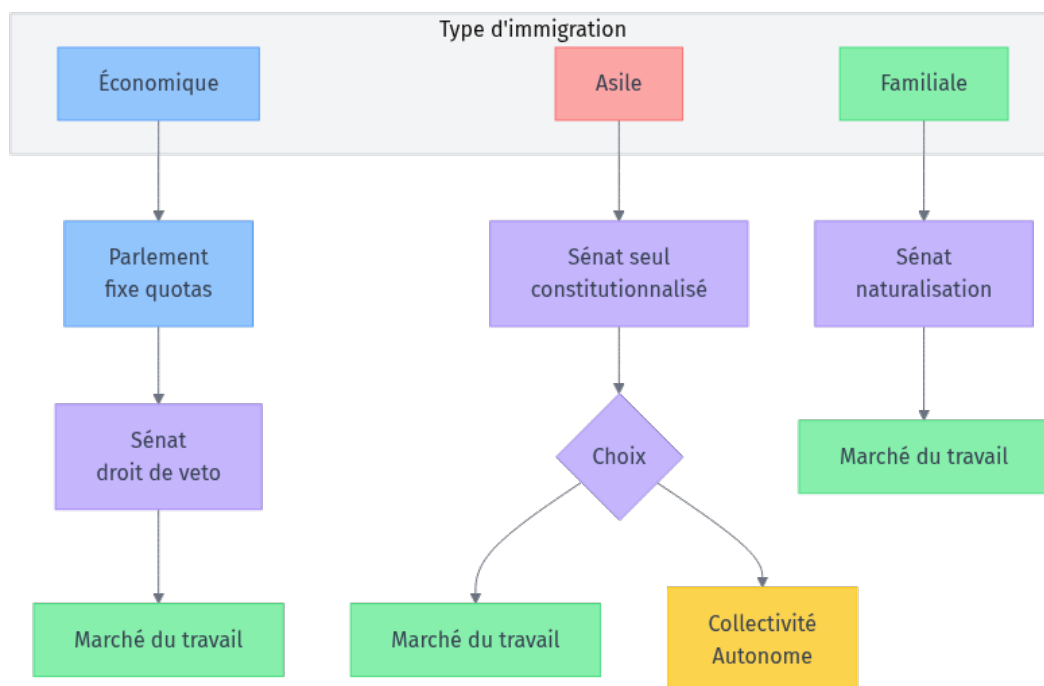 Type d'immigration
Économique
Asile
Familiale
Parlement
fixe quotas
Sénat seul
constitutionnalisé
Sénat
naturalisation
Sénat
droit de veto
Choix
Marché du travail
Marché du travail
Marché du travail
Collectivité
Autonome